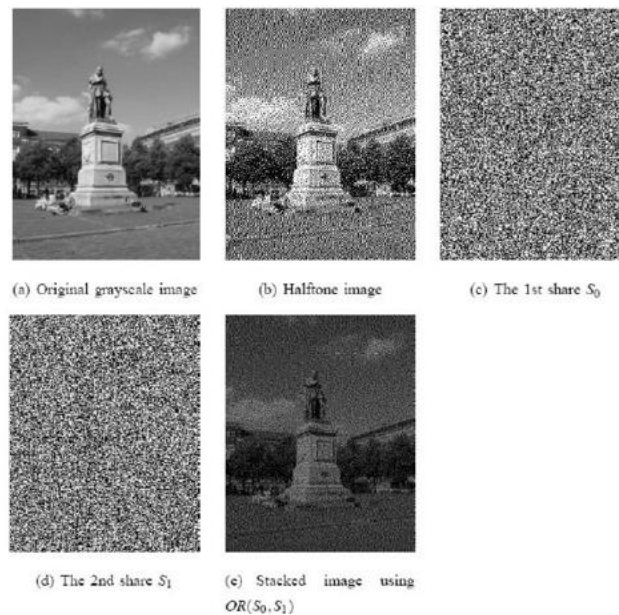 (a) Original grayscale image
(b) Halftone image
(c) The 1st share S₀
(d) The 2nd share S₁
(e) Stacked image using
OR(S₀, S₁)